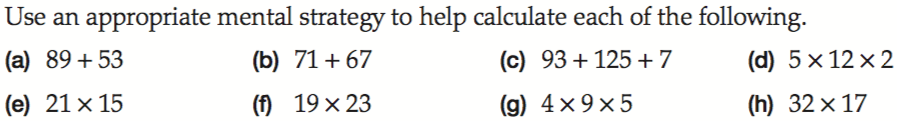 Use an appropriate mental strategy to help calculate each of the following.
(a) 89 + 53 (b) 71 + 67 (c) 93 + 125 + 7 (d) 5 × 12 × 2
(e) 21 × 15 (f) 19 × 23 (g) 4 × 9 × 5 (h) 32 × 17